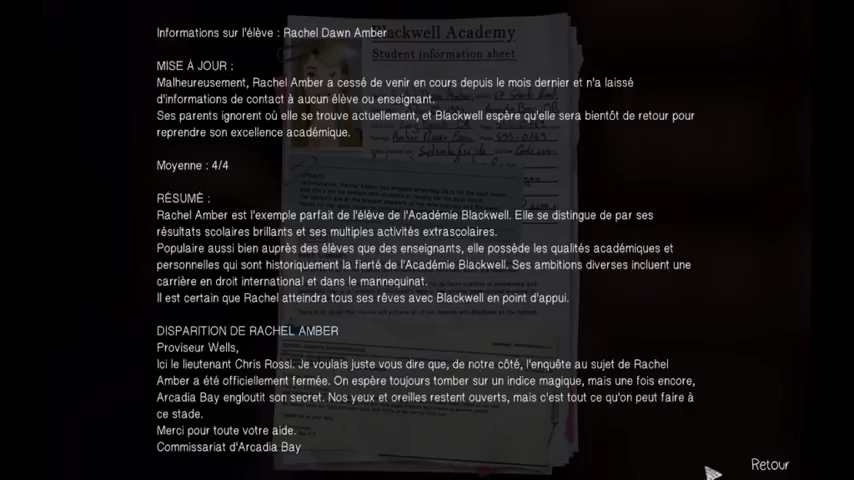 Blackwell Academy
Student information sheet
Informations sur l'élève : Rachel Dawn Amber
MISE À JOUR :
Malheureusement, Rachel Amber a cessé de venir en cours depuis le mois dernier et n'a laissé
d'informations de contact à aucun élève ou enseignant.
Ses parents ignorent où elle se trouve actuellement, et Blackwell espère qu'elle sera bientôt de retour pour
reprendre son excellence académique.
Moyenne : 4/4
RÉSUMÉ :
Rachel Amber est l'exemple parfait de l'élève de l'Académie Blackwell. Elle se distingue de par ses
résultats scolaires brillants et ses multiples activités extrascolaires.
Populaire aussi bien auprès des élèves que des enseignants, elle possède les qualités académiques et
personnelles qui sont historiquement la fierté de l'Académie Blackwell. Ses ambitions diverses incluent une
carrière en droit international et dans le mannequinat.
Il est certain que Rachel atteindra tous ses rêves avec Blackwell en point d'appui.
DISPARITION DE RACHEL AMBER
Proviseur Wells,
Ici le lieutenant Chris Rossi. Je voulais juste vous dire que, de notre côté, l'enquête au sujet de Rachel
Amber a été officiellement fermée. On espère toujours tomber sur un indice magique, mais une fois encore,
Arcadia Bay engloutit son secret. Nos yeux et oreilles restent ouverts, mais c'est tout ce qu'on peut faire à
ce stade.
Merci pour toute votre aide.
Commissariat d'Arcadia Bay
Retour